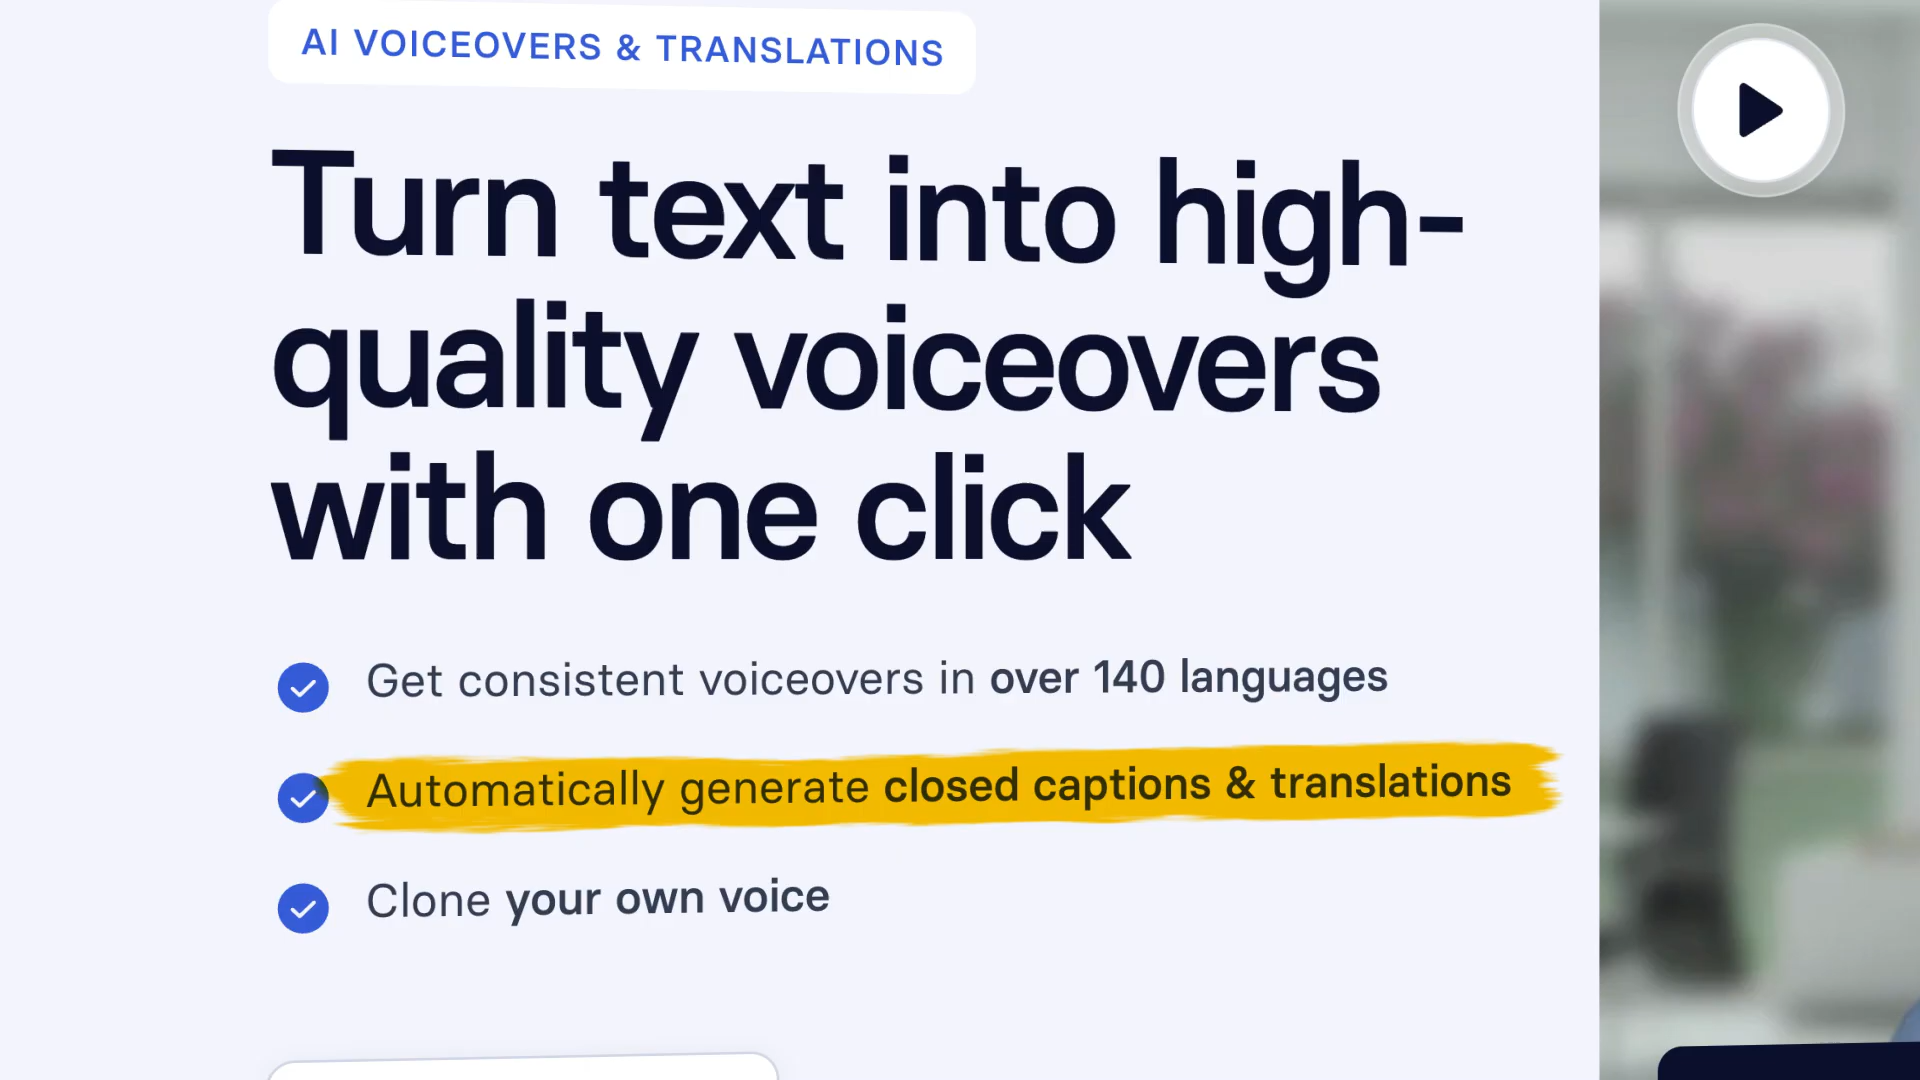 AI VOICEOVERS & TRANSLATIONS
Turn text into high-
quality voiceovers
with one click
Get consistent voiceovers in over 140 languages
Automatically generate closed captions & translations
Clone your own voice